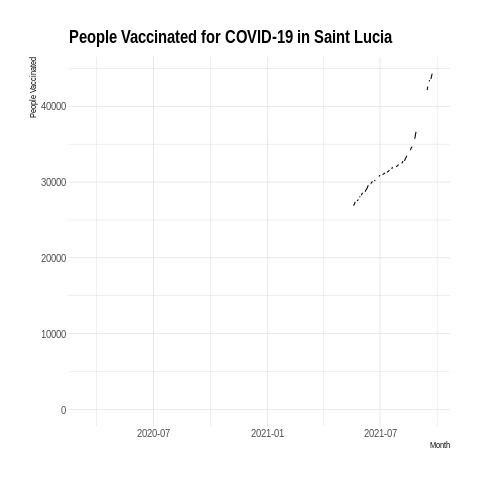 People Vaccinated for COVID-19 in Saint Lucia
People Vaccinated
40000
30000
20000
10000
0
2020-07 2021-01 2021-07
Month